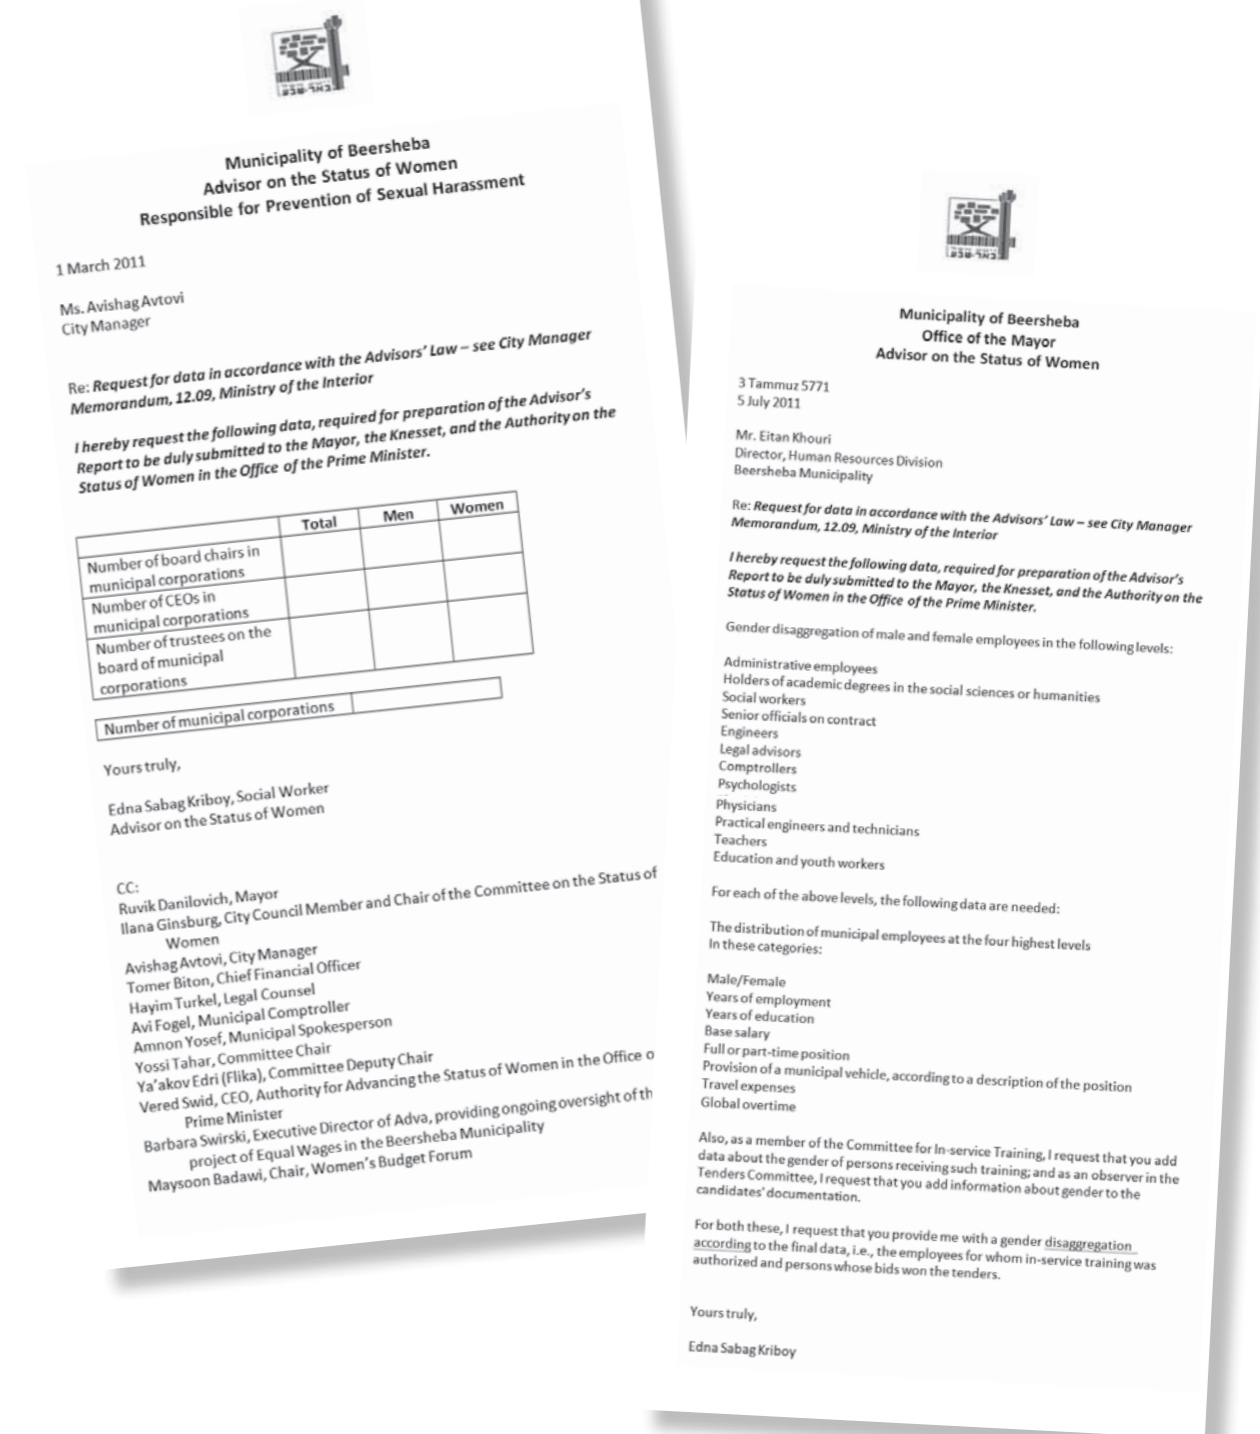 באר-שבע
Municipality of Beersheba
Advisor on the Status of Women
Responsible for Prevention of Sexual Harassment
1 March 2011
Ms. Avishag Avtovi
City Manager
Re: Request for data in accordance with the Advisors' Law – see City Manager
Memorandum, 12.09, Ministry of the Interior
I hereby request the following data, required for preparation of the Advisor's
Report to be duly submitted to the Mayor, the Knesset, and the Authority on the
Status of Women in the Office of the Prime Minister.
Total Men Women
Number of board chairs in
municipal corporations
Number of CEOs in
municipal corporations
Number of trustees on the
board of municipal
corporations
Number of municipal corporations
Yours truly,
Edna Sabag Kriboy, Social Worker
Advisor on the Status of Women
CC:
Ruvik Danilovich, Mayor
Ilana Ginsburg, City Council Member and Chair of the Committee on the Status of
Women
Avishag Avtovi, City Manager
Tomer Biton, Chief Financial Officer
Hayim Turkel, Legal Counsel
Avi Fogel, Municipal Comptroller
Amnon Yosef, Municipal Spokesperson
Yossi Tahar, Committee Chair
Ya'akov Edri (Flika), Committee Deputy Chair
Vered Swid, CEO, Authority for Advancing the Status of Women in the Office o
Prime Minister
Barbara Swirski, Executive Director of Adva, providing ongoing oversight of th
project of Equal Wages in the Beersheba Municipality
Maysoon Badawi, Chair, Women's Budget Forum
באר-שבע
Municipality of Beersheba
Office of the Mayor
Advisor on the Status of Women
3 Tammuz 5771
5 July 2011
Mr. Eitan Khouri
Director, Human Resources Division
Beersheba Municipality
Re: Request for data in accordance with the Advisors' Law – see City Manager
Memorandum, 12.09, Ministry of the Interior
I hereby request the following data, required for preparation of the Advisor's
Report to be duly submitted to the Mayor, the Knesset, and the Authority on the
Status of Women in the Office of the Prime Minister.
Gender disaggregation of male and female employees in the following levels:
Administrative employees
Holders of academic degrees in the social sciences or humanities
Social workers
Senior officials on contract
Engineers
Legal advisors
Comptrollers
Psychologists
Physicians
Practical engineers and technicians
Teachers
Education and youth workers
For each of the above levels, the following data are needed:
The distribution of municipal employees at the four highest levels
In these categories:
Male/Female
Years of employment
Years of education
Base salary
Full or part-time position
Provision of a municipal vehicle, according to a description of the position
Travel expenses
Global overtime
Also, as a member of the Committee for In-service Training, I request that you add
data about the gender of persons receiving such training; and as an observer in the
Tenders Committee, I request that you add information about gender to the
candidates' documentation.
For both these, I request that you provide me with a gender disaggregation
according to the final data, i.e., the employees for whom in-service training was
authorized and persons whose bids won the tenders.
Yours truly,
Edna Sabag Kriboy